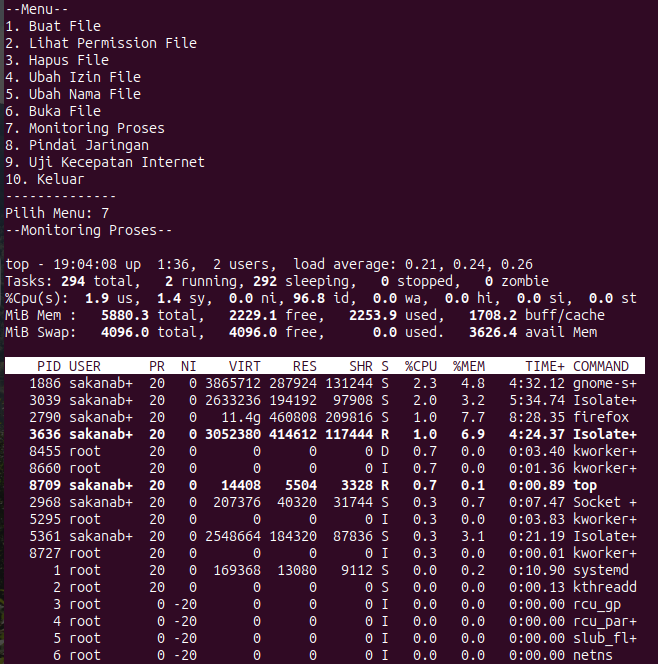 --Menu--
1. Buat File
2. Lihat Permission File
3. Hapus File
4. Ubah Izin File
5. Ubah Nama File
6. Buka File
7. Monitoring Proses
8. Pindai Jaringan
9. Uji Kecepatan Internet
10. Keluar
--------------
Pilih Menu: 7
--Monitoring Proses--
top - 19:04:08 up  1:36,  2 users,  load average: 0.21, 0.24, 0.26
Tasks: 294 total,   2 running, 292 sleeping,   0 stopped,   0 zombie
%Cpu(s):  1.9 us,  1.4 sy,  0.0 ni, 96.8 id,  0.0 wa,  0.0 hi,  0.0 si,  0.0 st
MiB Mem :   5880.3 total,   2229.1 free,   2253.9 used,   1708.2 buff/cache
MiB Swap:   4096.0 total,   4096.0 free,      0.0 used.   3626.4 avail Mem
PID USER      PR  NI    VIRT    RES    SHR S  %CPU  %MEM     TIME+ COMMAND
1886 sakanab+  20   0 3865712 287924 131244 S   2.3   4.8   4:32.12 gnome-s+
3039 sakanab+  20   0 2633236 194192  97908 S   2.0   3.2   5:34.74 Isolate+
2790 sakanab+  20   0   11.4g 460808 209816 S   1.0   7.7   8:28.35 firefox
3636 sakanab+  20   0 3052380 414612 117444 R   1.0   6.9   4:24.37 Isolate+
8455 root      20   0       0      0      0 D   0.7   0.0   0:03.40 kworker+
8660 root      20   0       0      0      0 I   0.7   0.0   0:01.36 kworker+
8709 sakanab+  20   0   14408   5504   3328 R   0.7   0.1   0:00.89 top
2968 sakanab+  20   0  207376  40320  31744 S   0.3   0.7   0:07.47 Socket +
5295 root      20   0       0      0      0 I   0.3   0.0   0:03.83 kworker+
5361 sakanab+  20   0 2548664 184320  87836 S   0.3   3.1   0:21.19 Isolate+
8727 root      20   0       0      0      0 I   0.3   0.0   0:00.01 kworker+
1 root      20   0  169368  13080   9112 S   0.0   0.2   0:10.90 systemd
2 root      20   0       0      0      0 S   0.0   0.0   0:00.13 kthreadd
3 root       0 -20       0      0      0 I   0.0   0.0   0:00.00 rcu_gp
4 root       0 -20       0      0      0 I   0.0   0.0   0:00.00 rcu_par+
5 root       0 -20       0      0      0 I   0.0   0.0   0:00.00 slub_fl+
6 root       0 -20       0      0      0 I   0.0   0.0   0:00.00 netns